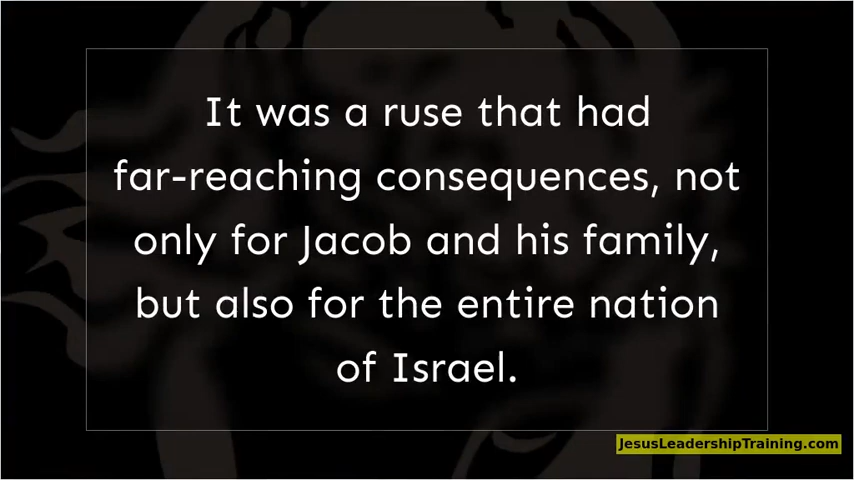 It was a ruse that had
far-reaching consequences, not
only for Jacob and his family,
but also for the entire nation
of Israel.
JesusLeadershipTraining.com